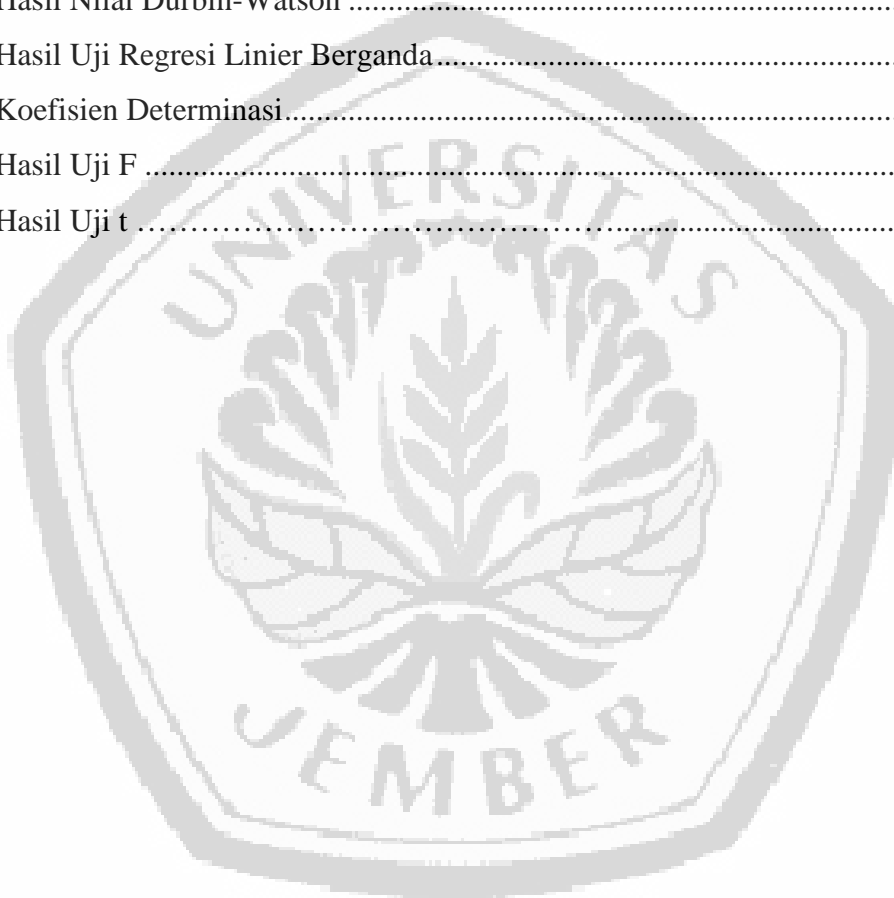 Hasil Nilai Durbin-Watson ........................................................................
Hasil Uji Regresi Linier Berganda..............................................................
Koefisien Determinasi................................................................................
Hasil Uji F ..................................................................................................
Hasil Uji t ……………………………………………………...................................
UNIVERSITAS
JEMBER